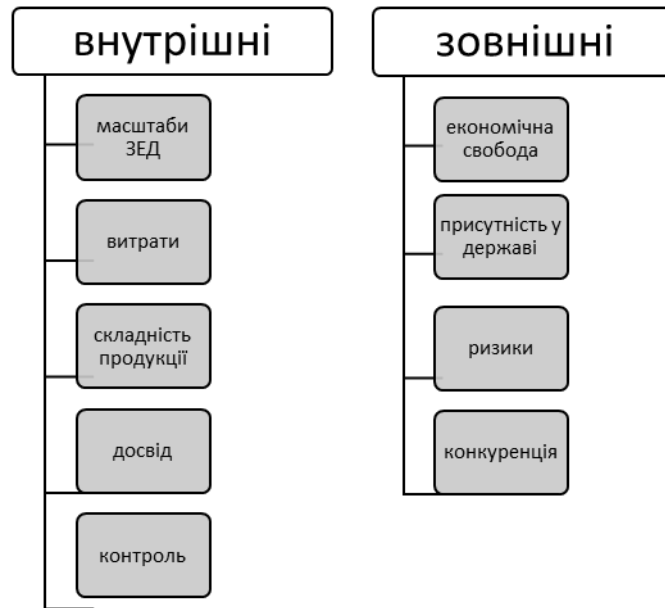 внутрішні
масштаби
ЗЕД
витрати
складність
продукції
досвід
контроль
зовнішні
економічна
свобода
присутність у
державі
ризики
конкуренція